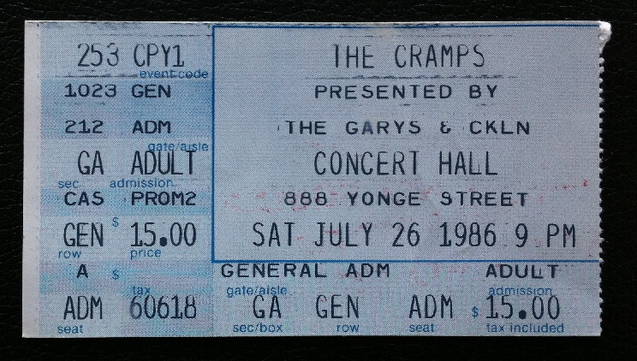 253 CPY1
event code
1023 GEN
212 ADM
gate/aisle
GA ADULT
sec admission
CAS PROM2
GEN $ 15.00
row price
A $
tax
ADM 60618
seat
THE CRAMPS
PRESENTED BY
THE GARYS & CKLN
CONCERT HALL
888 YONGE STREET
SAT JULY 26 1986 9 PM
GENERAL ADM ADULT
gate/aisle admission
GA GEN ADM $ 15.00
sec/box row seat tax included